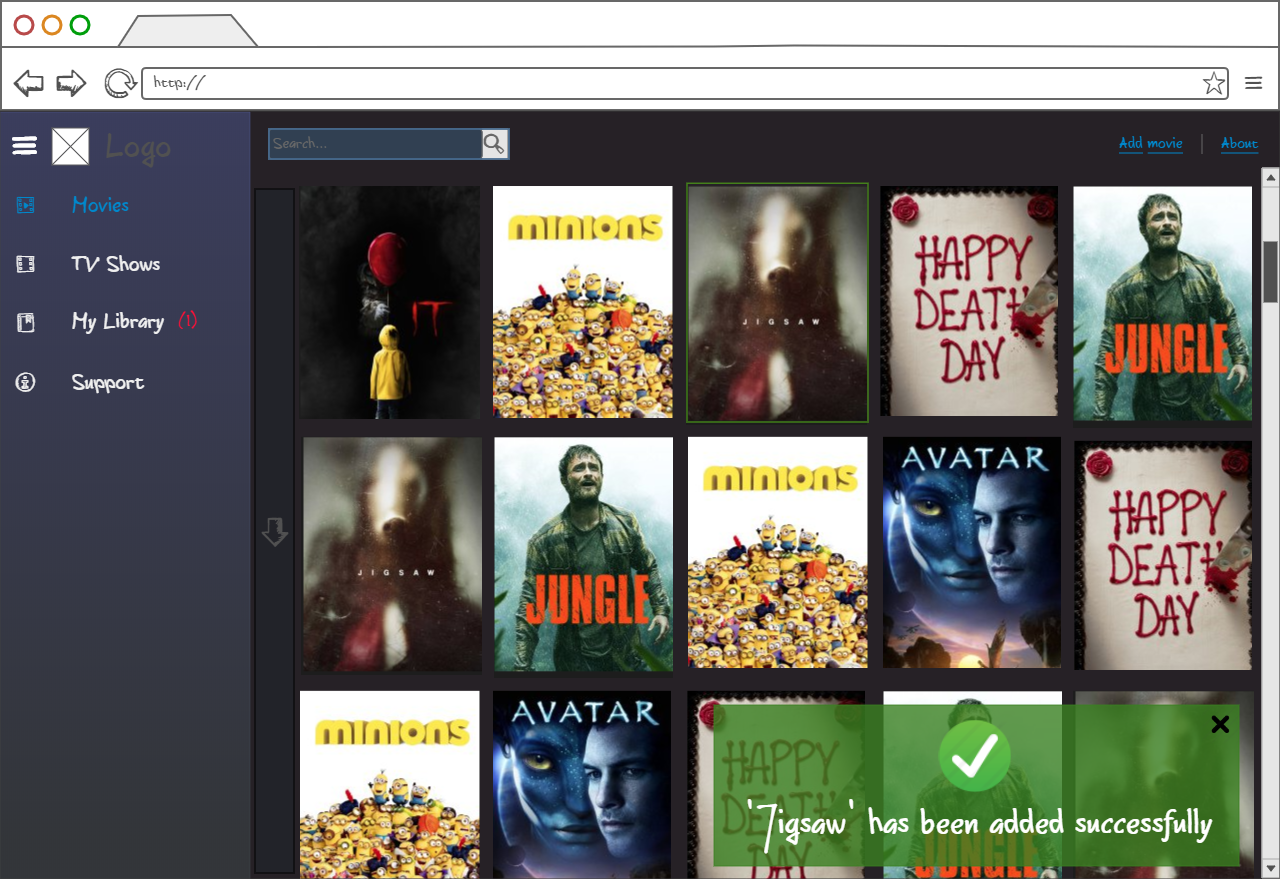 http://
Logo
Search...
Add movie
About
Movies
TV Shows
My Library (1)
Support
IT
minions
JIGSAW
HAPPY
DEATH
DAY
JUNGLE
JIGSAW
JUNGLE
minions
AVATAR
HAPPY
DEATH
DAY
minions
AVATAR
HAPPY
DEATH
DAY
JUNGLE
'Jigsaw' has been added successfully